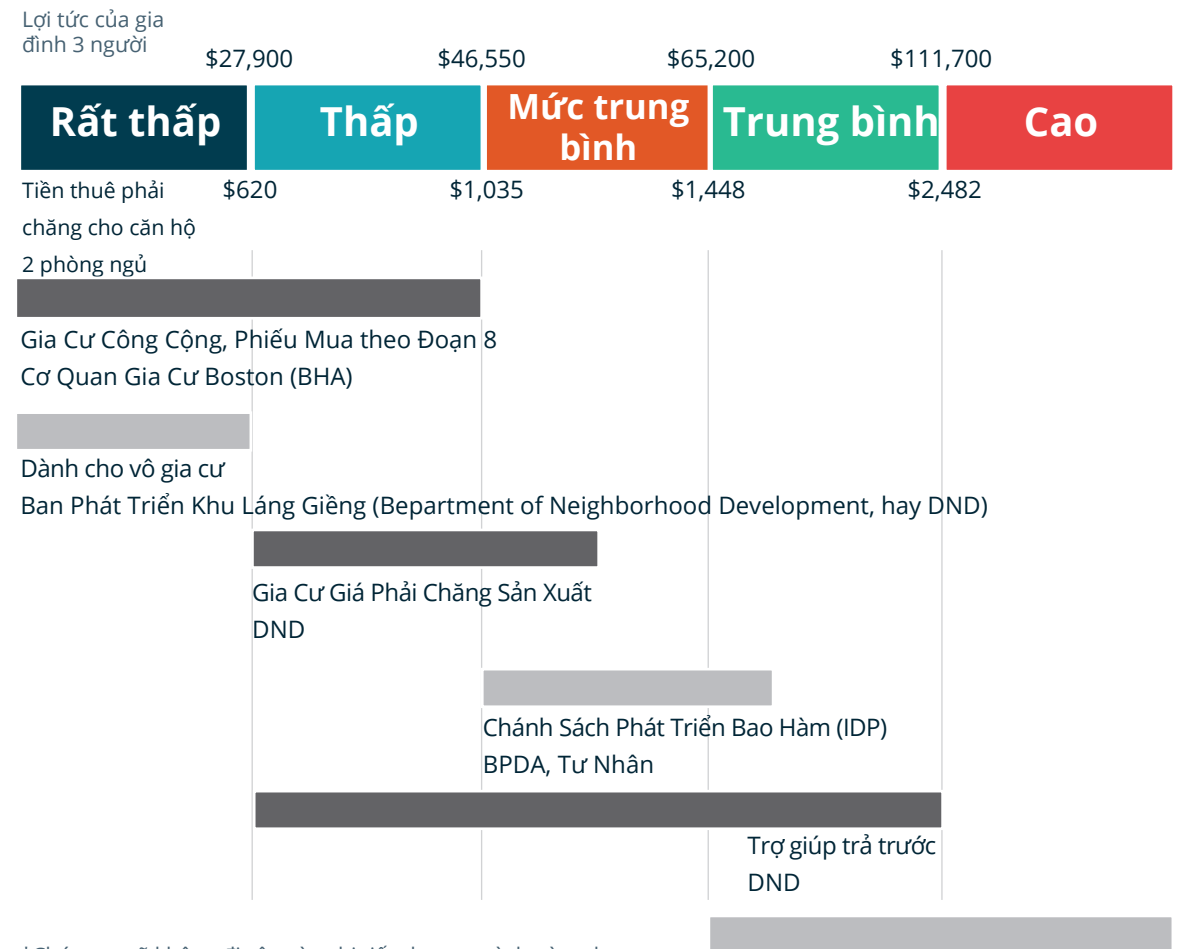 Lợi tức của gia
đình 3 người
$27,900 $46,550 $65,200 $111,700
Rất thấp Thấp Mức trung bình Trung bình Cao
Tiền thuê phải
chăng cho căn hộ
2 phòng ngủ
$620 $1,035 $1,448 $2,482
Gia Cư Công Cộng, Phiếu Mua theo Đoạn 8
Cơ Quan Gia Cư Boston (BHA)
Dành cho vô gia cư
Ban Phát Triển Khu Láng Giềng (Bepartment of Neighborhood Development, hay DND)
Gia Cư Giá Phải Chăng Sản Xuất
DND
Chánh Sách Phát Triển Bao Hàm (IDP)
BPDA, Tư Nhân
Trợ giúp trả trước
DND